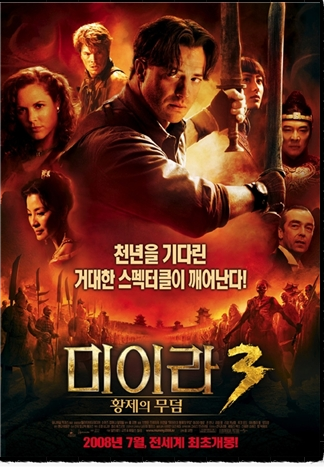 천년을 기다린
거대한 스펙터클이 깨어난다!
미이라 3
황제의 무덤
2008년 7월, 전세계 최초개봉!